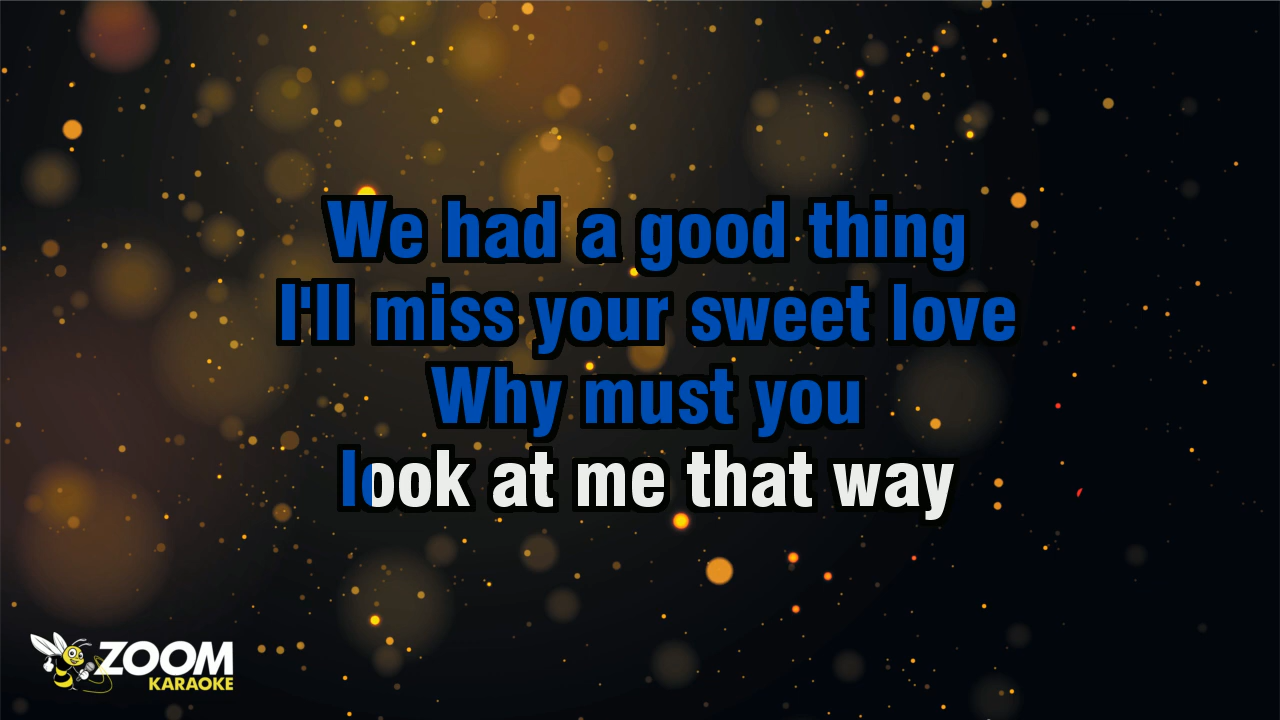 We had a good thing
I'll miss your sweet love
Why must you
look at me that way
ZOOM
KARAOKE